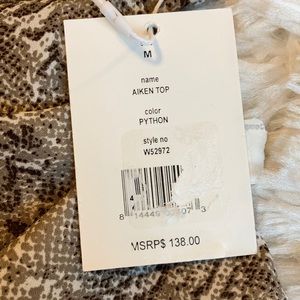 M
name
AIKEN TOP
color
PYTHON
style no
W52972
MSRP$ 138.00